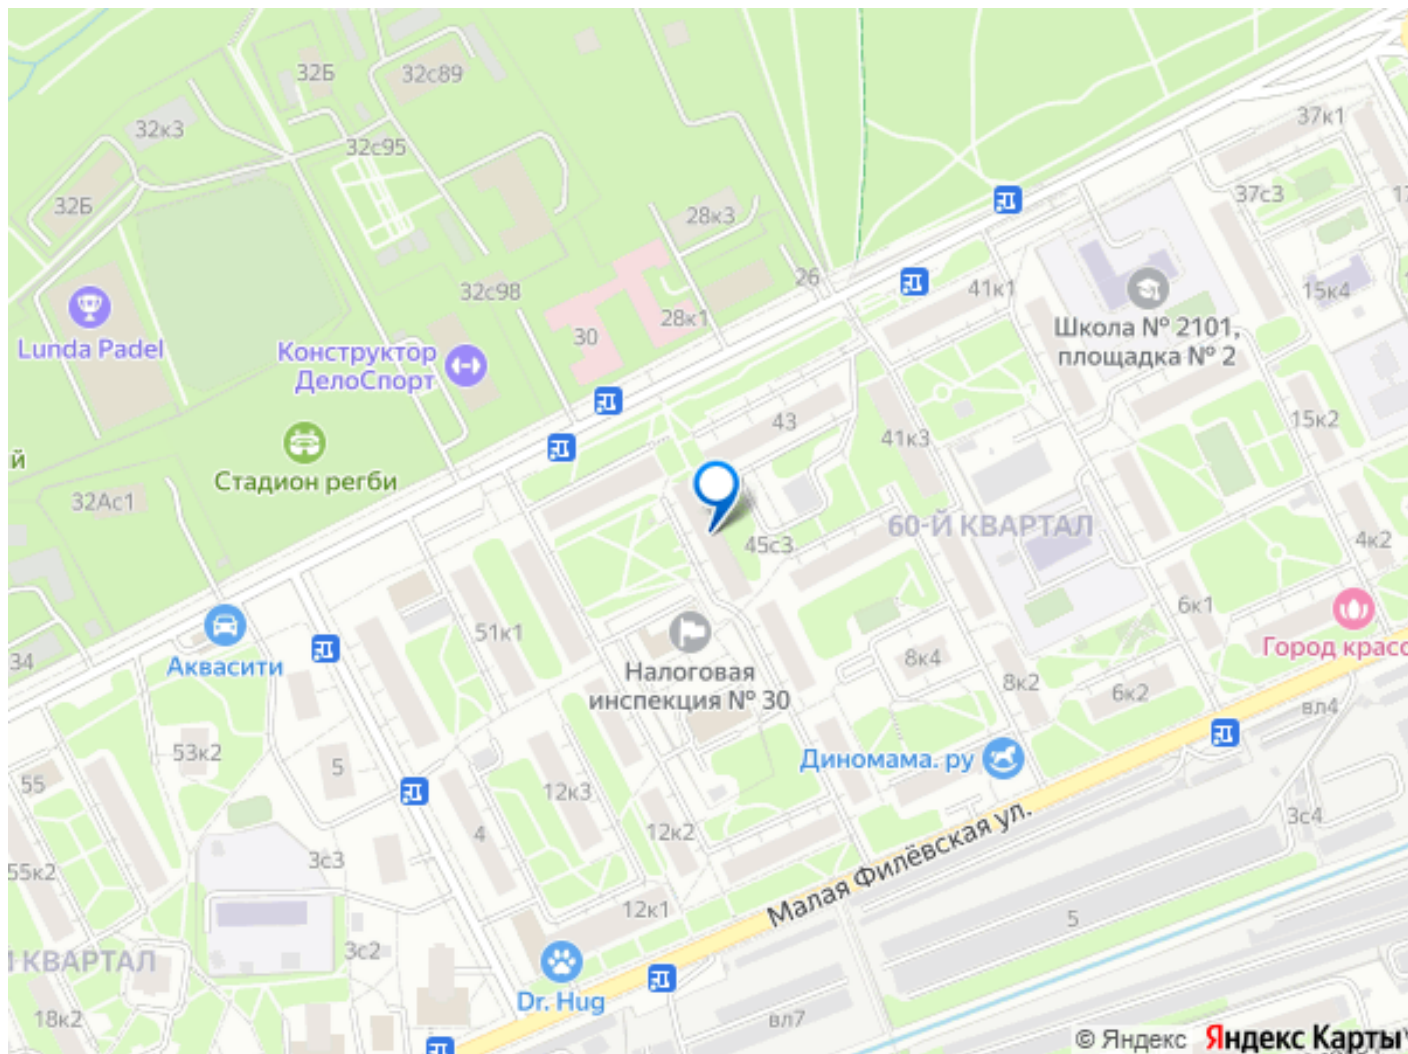 32Б
32с89
32к3
32с95
37к1
37с3
32Б
28к3
26
32с98
28к1
30
41к1
15к4
Школа № 2101,
площадка № 2
Lunda Padel
Конструктор
ДелоСпорт
43
41к3
15к2
й
Стадион регби
32Ас1
60-Й КВАРТАЛ
45с3
4к2
6к1
51к1
Аквасити
34
Налоговая
инспекция № 30
8к4
8к2
6к2
Город красо
вл4
53к2
5
55
Диномама. ру
12к3
4
12к2
3с4
Малая Филёвская ул.
3с3
55к2
12к1
5
3с2
Й КВАРТАЛ
Dr. Hug
18к2
вл7
© Яндекс
Яндекс Карты